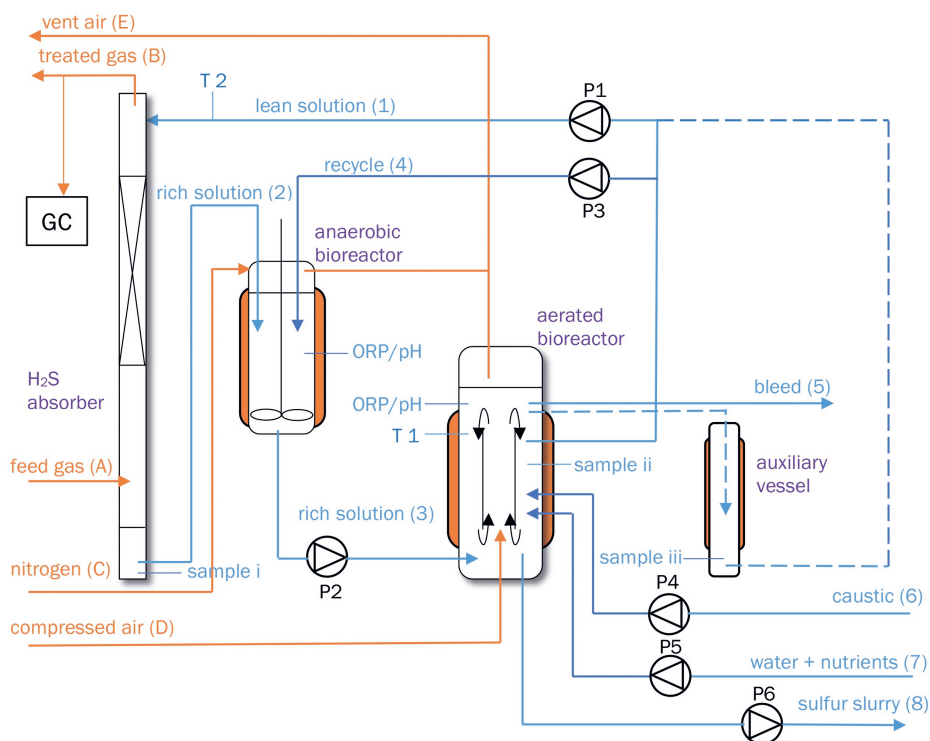 vent air (E)
treated gas (B)
T 2
P1
lean solution (1)
recycle (4)
P3
rich solution (2)
GC
anaerobic
bioreactor
aerated
bioreactor
ORP/pH
H₂S
absorber
bleed (5)
ORP/pH
T 1
feed gas (A)
sample ii
auxiliary
vessel
rich solution (3)
nitrogen (C)
sample i
sample iii
P2
P4
caustic (6)
compressed air (D)
P5
water + nutrients (7)
P6
sulfur slurry (8)